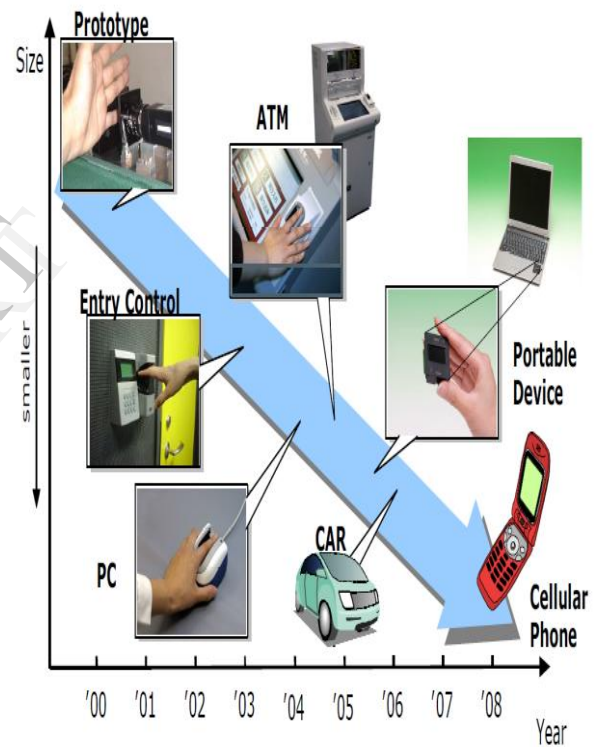 Prototype
Size
ATM
Entry Control
smaller
Portable
Device
PC
CAR
Cellular
Phone
'00 '01 '02 '03 '04 '05 '06 '07 '08
Year